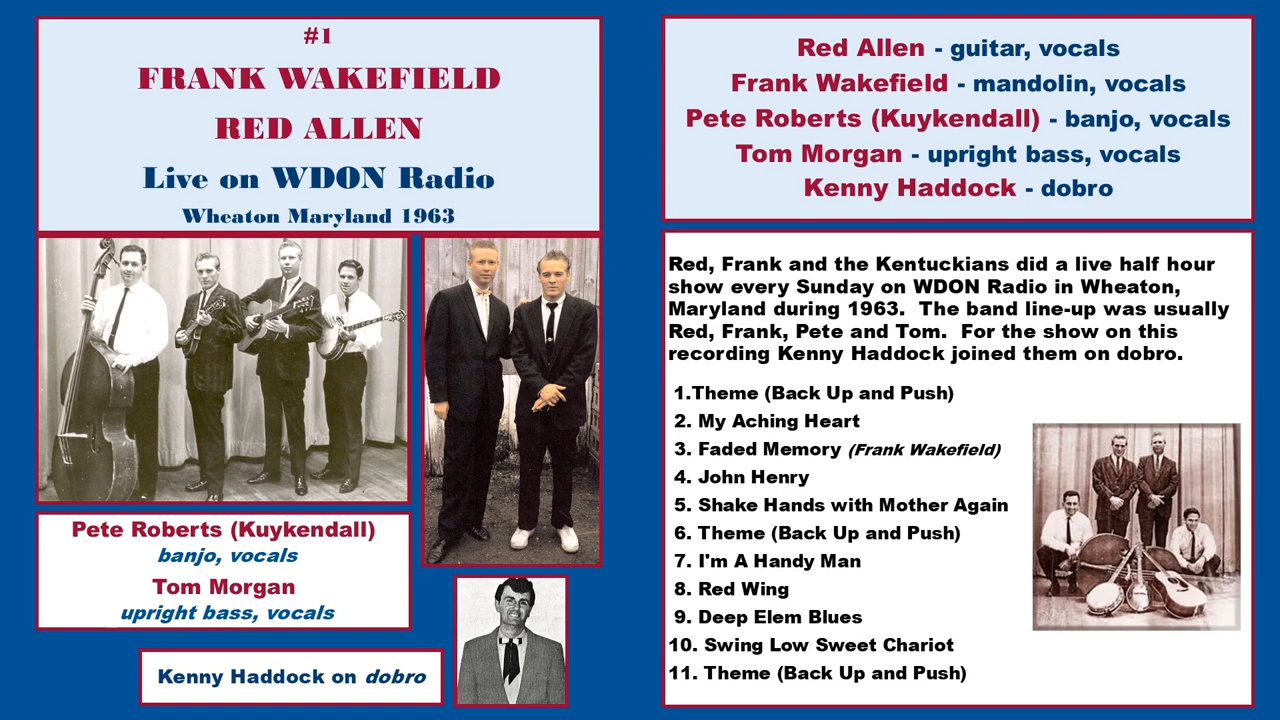 #1
FRANK WAKEFIELD
RED ALLEN
Live on WDON Radio
Wheaton Maryland 1963
Pete Roberts (Kuykendall)
banjo, vocals
Tom Morgan
upright bass, vocals
Kenny Haddock on dobro
Red Allen - guitar, vocals
Frank Wakefield - mandolin, vocals
Pete Roberts (Kuykendall) - banjo, vocals
Tom Morgan - upright bass, vocals
Kenny Haddock - dobro
Red, Frank and the Kentuckians did a live half hour
show every Sunday on WDON Radio in Wheaton,
Maryland during 1963.  The band line-up was usually
Red, Frank, Pete and Tom.  For the show on this
recording Kenny Haddock joined them on dobro.
1.Theme (Back Up and Push)
2. My Aching Heart
3. Faded Memory (Frank Wakefield)
4. John Henry
5. Shake Hands with Mother Again
6. Theme (Back Up and Push)
7. I'm A Handy Man
8. Red Wing
9. Deep Elem Blues
10. Swing Low Sweet Chariot
11. Theme (Back Up and Push)